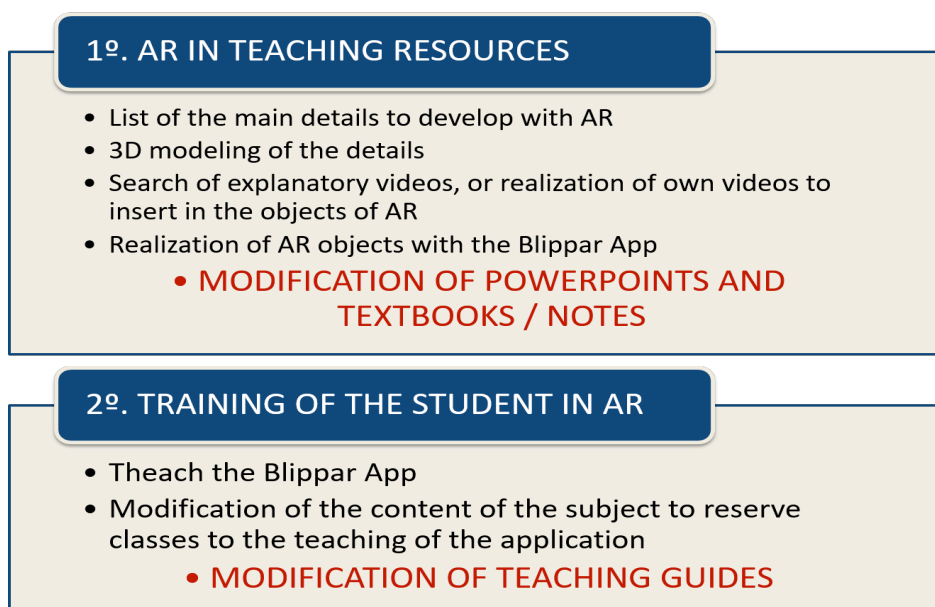 1º. AR IN TEACHING RESOURCES
• List of the main details to develop with AR
• 3D modeling of the details
• Search of explanatory videos, or realization of own videos to
insert in the objects of AR
• Realization of AR objects with the Blippar App
• MODIFICATION OF POWERPOINTS AND
TEXTBOOKS / NOTES
2º. TRAINING OF THE STUDENT IN AR
• Theach the Blippar App
• Modification of the content of the subject to reserve
classes to the teaching of the application
• MODIFICATION OF TEACHING GUIDES